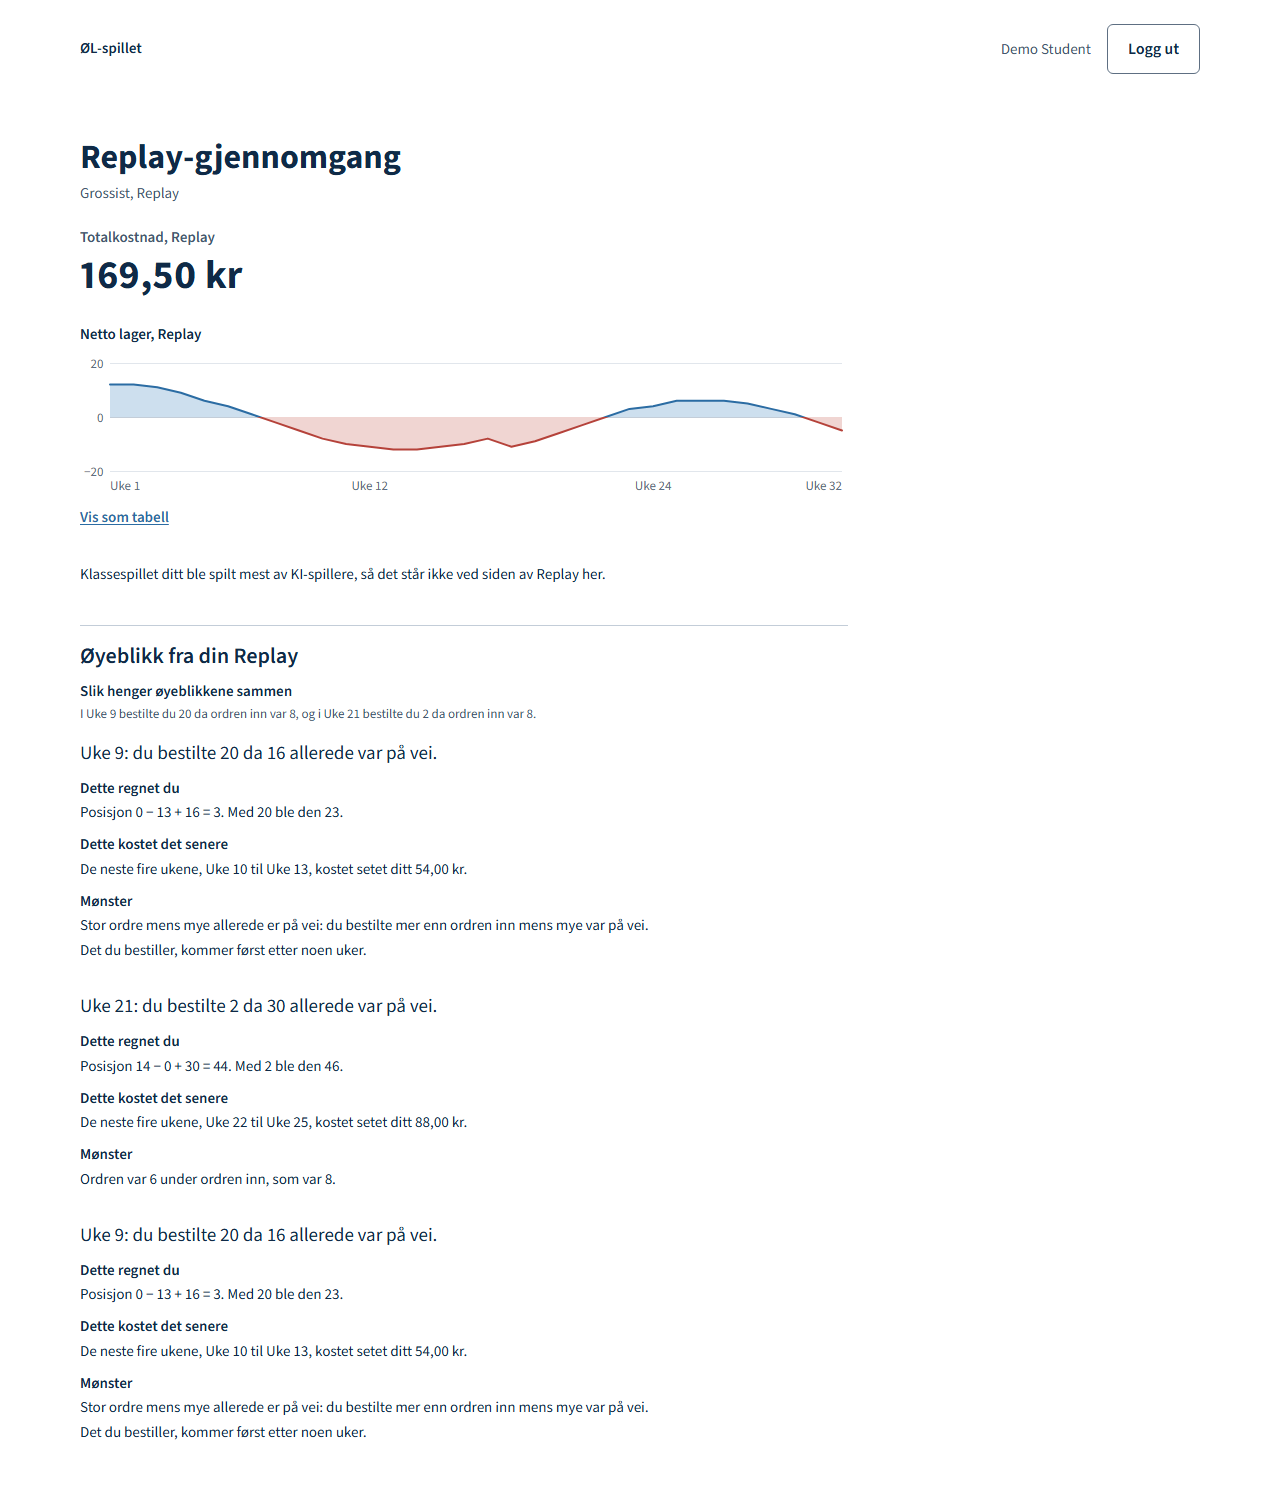 ØL-spillet
Demo Student
Logg ut
Replay-gjennomgang
Grossist, Replay
Totalkostnad, Replay
169,50 kr
Netto lager, Replay
20
0
−20
Uke 1
Uke 12
Uke 24
Uke 32
Vis som tabell
Klassespillet ditt ble spilt mest av KI-spillere, så det står ikke ved siden av Replay her.
Øyeblikk fra din Replay
Slik henger øyeblikkene sammen
I Uke 9 bestilte du 20 da ordren inn var 8, og i Uke 21 bestilte du 2 da ordren inn var 8.
Uke 9: du bestilte 20 da 16 allerede var på vei.
Dette regnet du
Posisjon 0 − 13 + 16 = 3. Med 20 ble den 23.
Dette kostet det senere
De neste fire ukene, Uke 10 til Uke 13, kostet setet ditt 54,00 kr.
Mønster
Stor ordre mens mye allerede er på vei: du bestilte mer enn ordren inn mens mye var på vei.
Det du bestiller, kommer først etter noen uker.
Uke 21: du bestilte 2 da 30 allerede var på vei.
Dette regnet du
Posisjon 14 − 0 + 30 = 44. Med 2 ble den 46.
Dette kostet det senere
De neste fire ukene, Uke 22 til Uke 25, kostet setet ditt 88,00 kr.
Mønster
Ordren var 6 under ordren inn, som var 8.
Uke 9: du bestilte 20 da 16 allerede var på vei.
Dette regnet du
Posisjon 0 − 13 + 16 = 3. Med 20 ble den 23.
Dette kostet det senere
De neste fire ukene, Uke 10 til Uke 13, kostet setet ditt 54,00 kr.
Mønster
Stor ordre mens mye allerede er på vei: du bestilte mer enn ordren inn mens mye var på vei.
Det du bestiller, kommer først etter noen uker.